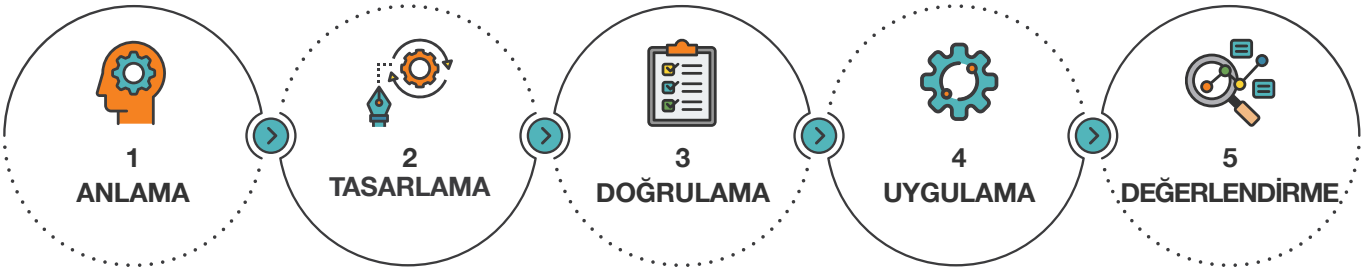 1
ANLAMA
2
TASARLAMA
3
DOĞRULAMA
4
UYGULAMA
5
DEĞERLENDİRME